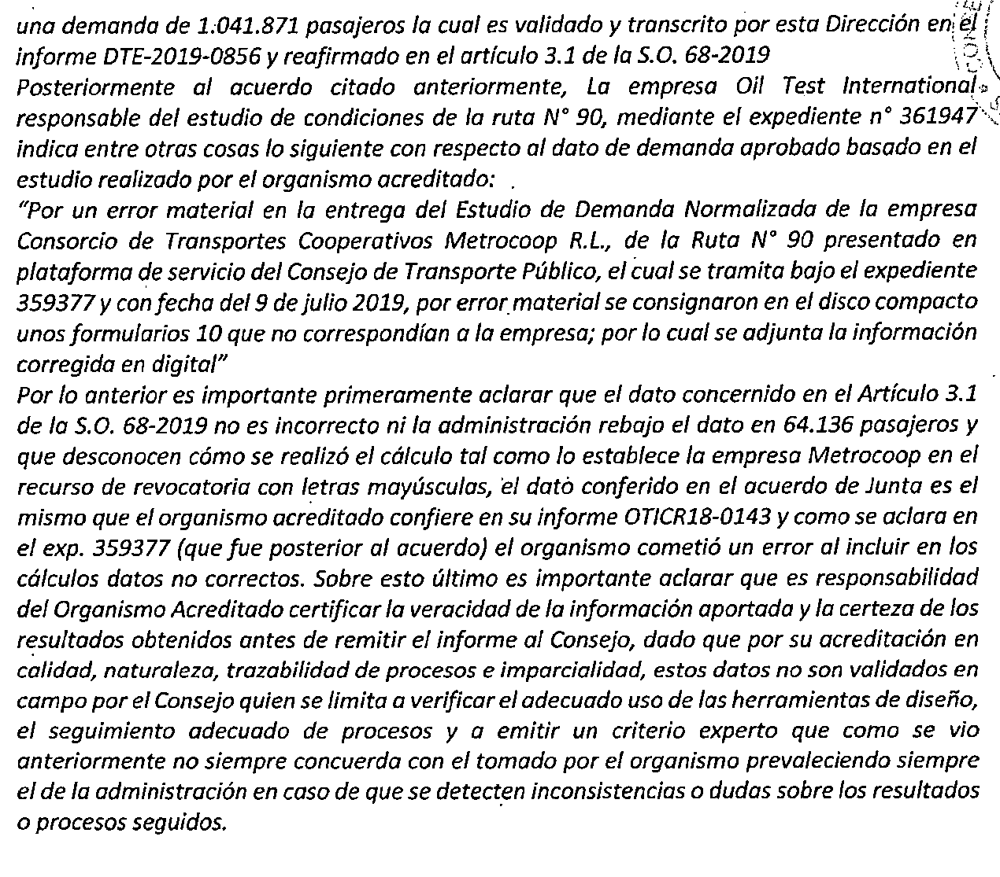 una demanda de 1.041.871 pasajeros la cual es validado y transcrito por esta Dirección en el
informe DTE-2019-0856 y reafirmado en el artículo 3.1 de la S.O. 68-2019
Posteriormente al acuerdo citado anteriormente, La empresa Oil Test International
responsable del estudio de condiciones de la ruta N° 90, mediante el expediente n° 361947
indica entre otras cosas lo siguiente con respecto al dato de demanda aprobado basado en el
estudio realizado por el organismo acreditado:
"Por un error material en la entrega del Estudio de Demanda Normalizada de la empresa
Consorcio de Transportes Cooperativos Metrocoop R.L., de la Ruta N° 90 presentado en
plataforma de servicio del Consejo de Transporte Público, el cual se tramita bajo el expediente
359377 y con fecha del 9 de julio 2019, por error material se consignaron en el disco compacto
unos formularios 10 que no correspondían a la empresa; por lo cual se adjunta la información
corregida en digital"
Por lo anterior es importante primeramente aclarar que el dato concernido en el Artículo 3.1
de la S.O. 68-2019 no es incorrecto ni la administración rebajo el dato en 64.136 pasajeros y
que desconocen cómo se realizó el cálculo tal como lo establece la empresa Metrocoop en el
recurso de revocatoria con letras mayúsculas, el dato conferido en el acuerdo de Junta es el
mismo que el organismo acreditado confiere en su informe OTICR18-0143 y como se aclara en
el exp. 359377 (que fue posterior al acuerdo) el organismo cometió un error al incluir en los
cálculos datos no correctos. Sobre esto último es importante aclarar que es responsabilidad
del Organismo Acreditado certificar la veracidad de la información aportada y la certeza de los
resultados obtenidos antes de remitir el informe al Consejo, dado que por su acreditación en
calidad, naturaleza, trazabilidad de procesos e imparcialidad, estos datos no son validados en
campo por el Consejo quien se limita a verificar el adecuado uso de las herramientas de diseño,
el seguimiento adecuado de procesos y a emitir un criterio experto que como se vio
anteriormente no siempre concuerda con el tomado por el organismo prevaleciendo siempre
el de la administración en caso de que se detecten inconsistencias o dudas sobre los resultados
o procesos seguidos.